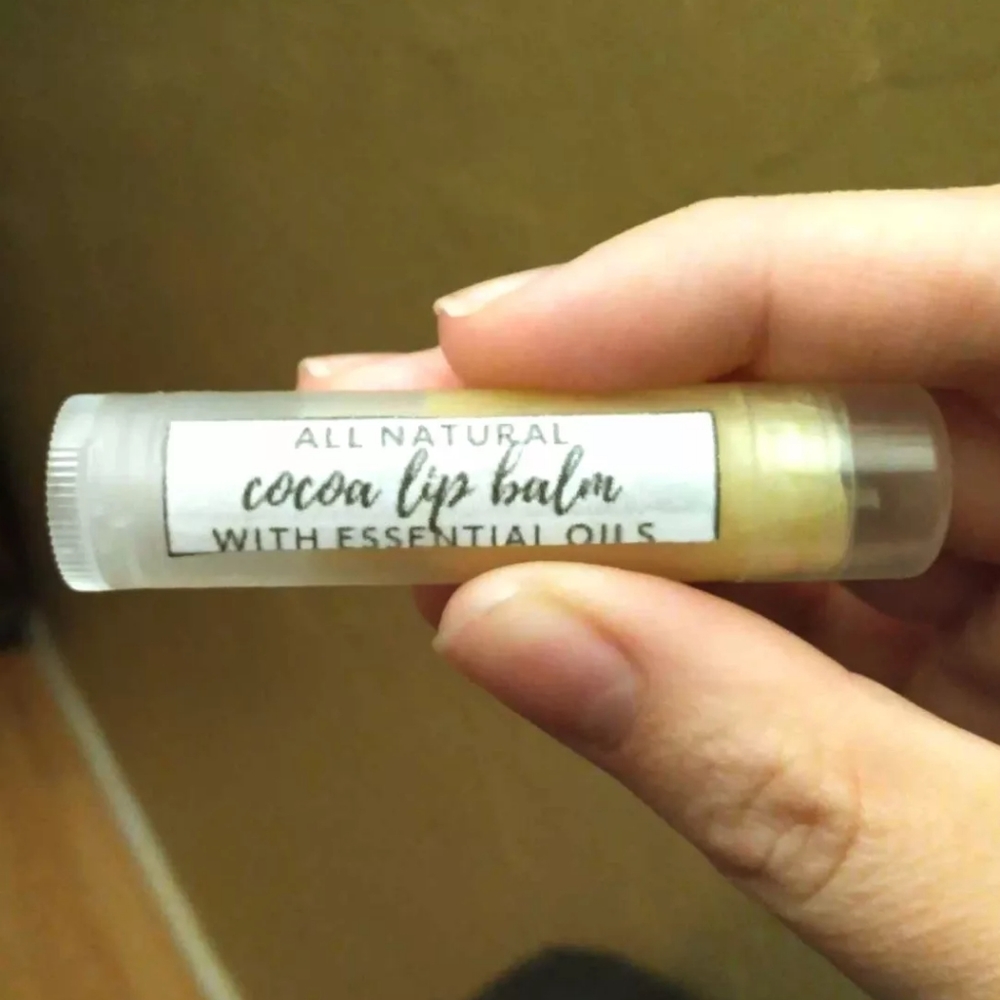 ALL NATURAL
cocoa lip balm
WITH ESSENTIAL OILS